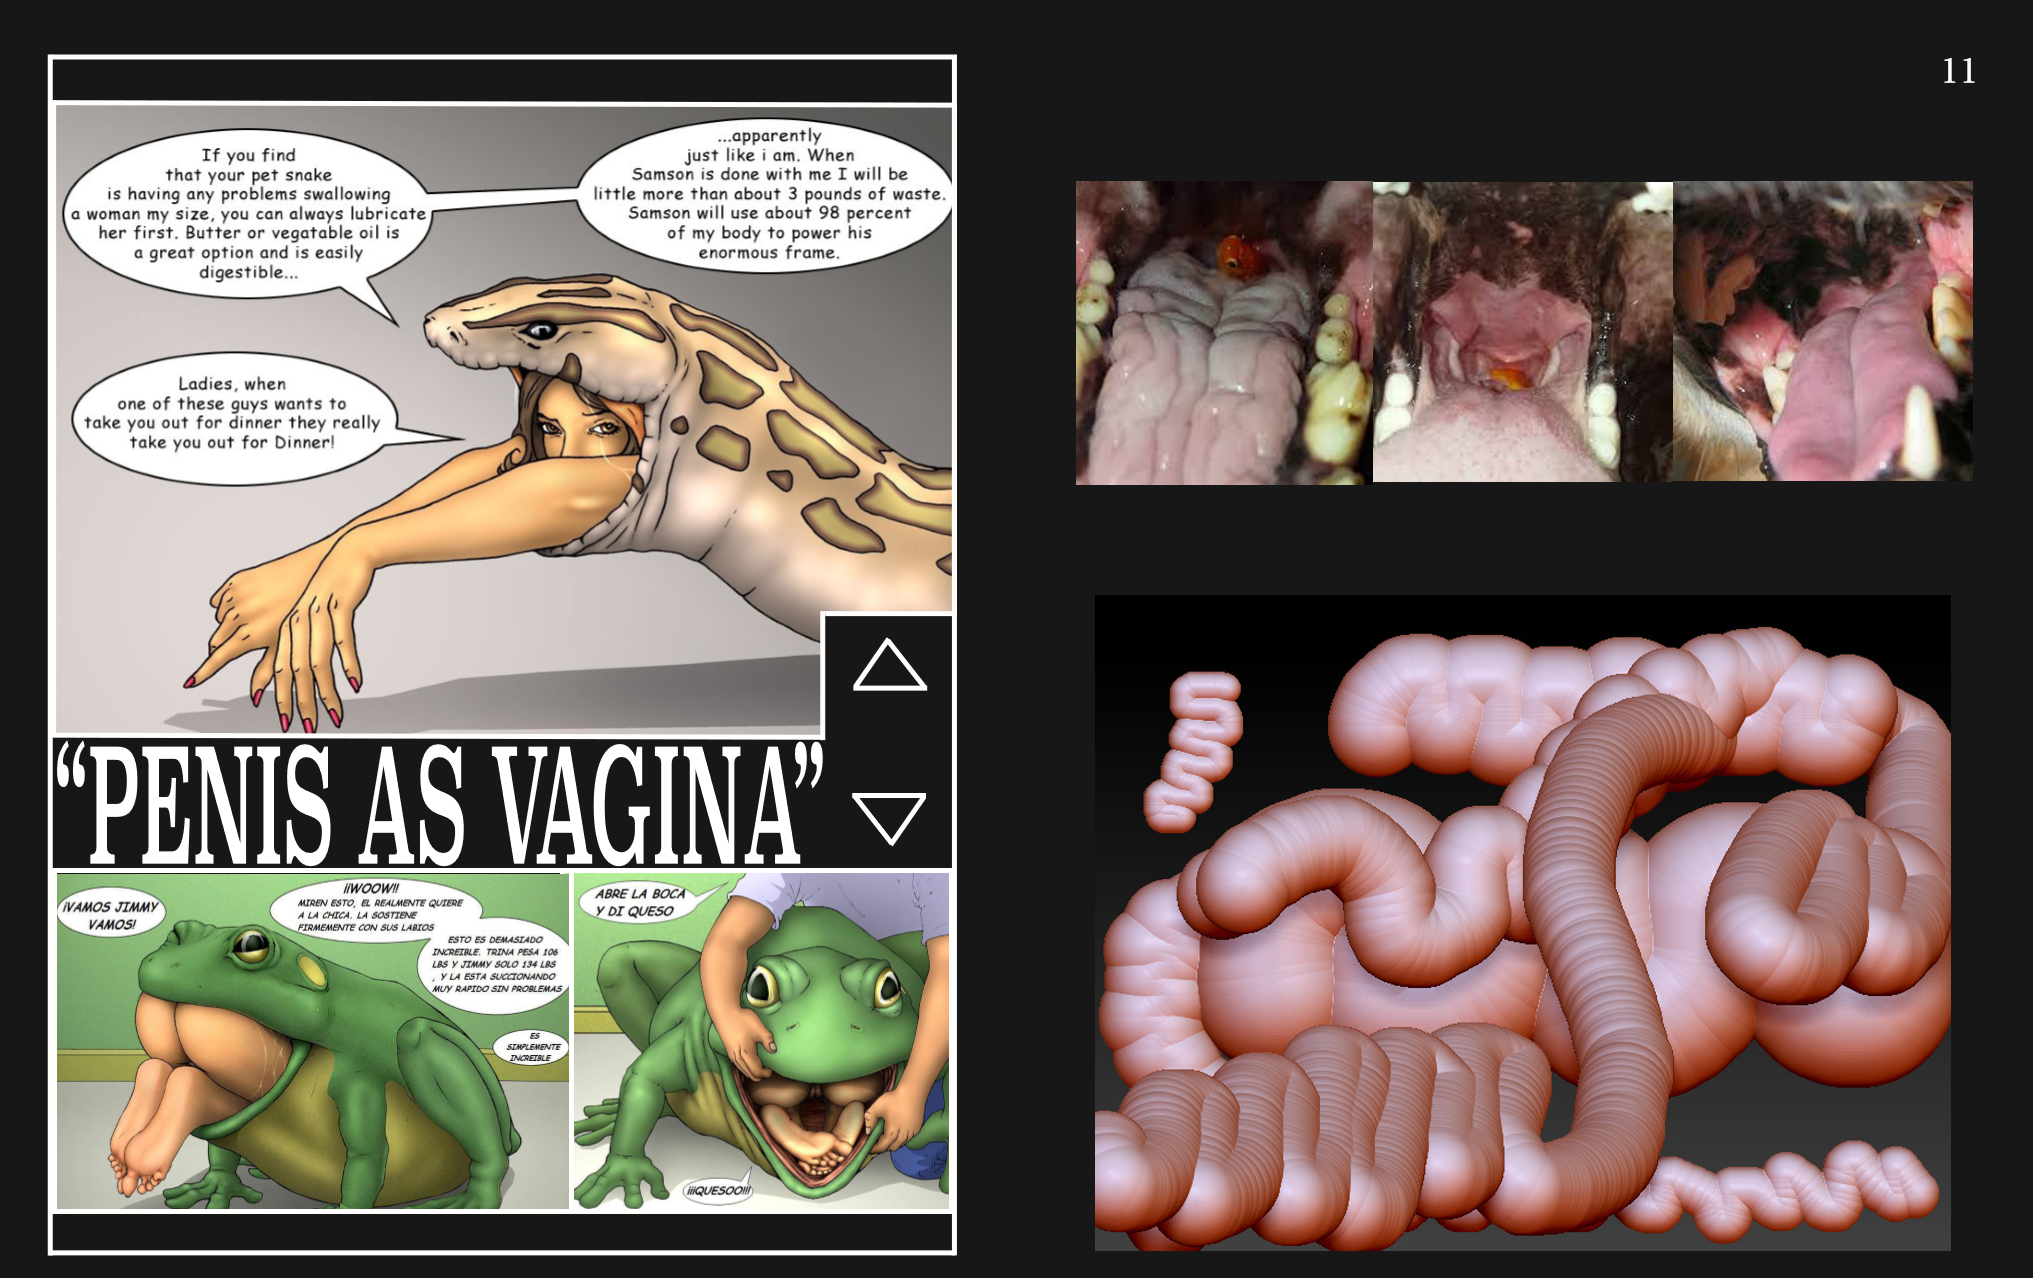 11
If you find
that your pet snake
is having any problems swallowing
a woman my size, you can always lubricate
her first. Butter or vegatable oil is
a great option and is easily
digestible...
...apparently
just like i am. When
Samson is done with me I will be
little more than about 3 pounds of waste.
Samson will use about 98 percent
of my body to power his
enormous frame.
Ladies, when
one of these guys wants to
take you out for dinner they really
take you out for Dinner!
“PENIS AS VAGINA”
¡VAMOS JIMMY
VAMOS!
¡¡WOOW!!
MIREN ESTO, EL REALMENTE QUIERE
A LA CHICA. LA SOSTIENE
FIRMEMENTE CON SUS LABIOS
ESTO ES DEMASIADO
INCREIBLE. TRINA PESA 106
LBS Y JIMMY SOLO 134 LBS
, Y LA ESTA SUCCIONANDO
MUY RAPIDO SIN PROBLEMAS
ES
SIMPLEMENTE
INCREIBLE
ABRE LA BOCA
Y DI QUESO
¡¡¡QUESOO!!!